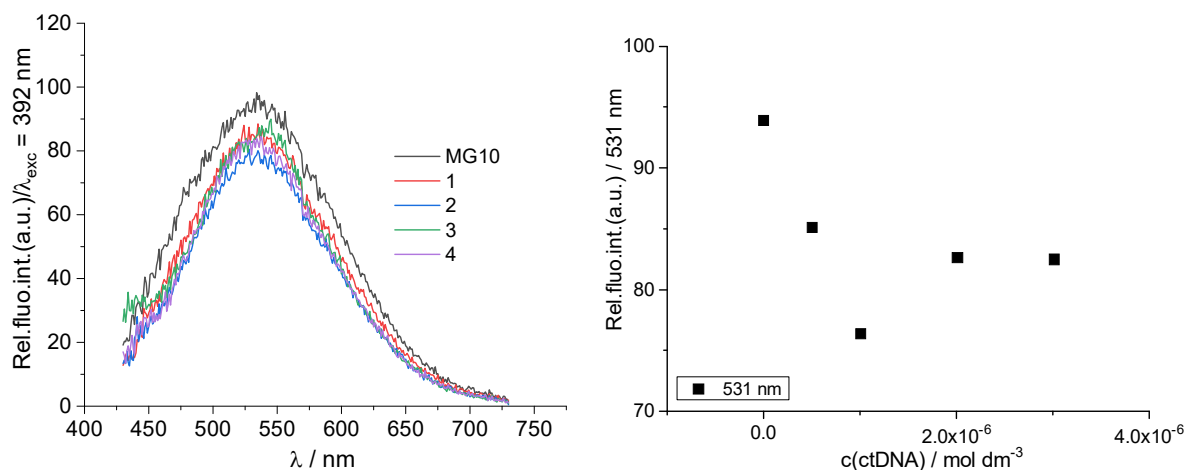 Rel.fluo.int.(a.u.)/λexc = 392 nm
120
100
80
60
40
20
0
MG10
1
2
3
4
400 450 500 550 600 650 700 750
λ / nm
Rel.fluo.int.(a.u.) / 531 nm
100
90
80
70
531 nm
0.0 2.0x10⁻⁶ 4.0x10⁻⁶
c(ctDNA) / mol dm⁻³